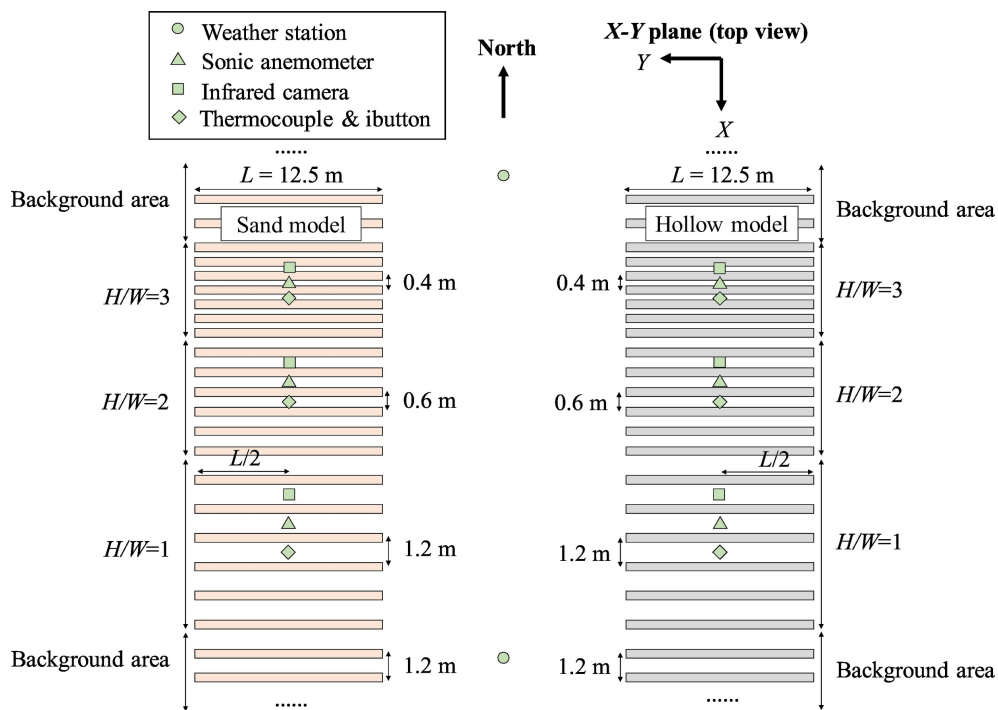 Weather station
Sonic anemometer
Infrared camera
Thermocouple & ibutton
North
X-Y plane (top view)
Y
X
......
......
Background area
L = 12.5 m
L = 12.5 m
Background area
Sand model
Hollow model
H/W=3
0.4 m
0.4 m
H/W=3
H/W=2
0.6 m
0.6 m
H/W=2
L/2
L/2
H/W=1
1.2 m
1.2 m
H/W=1
Background area
1.2 m
1.2 m
Background area
......
......